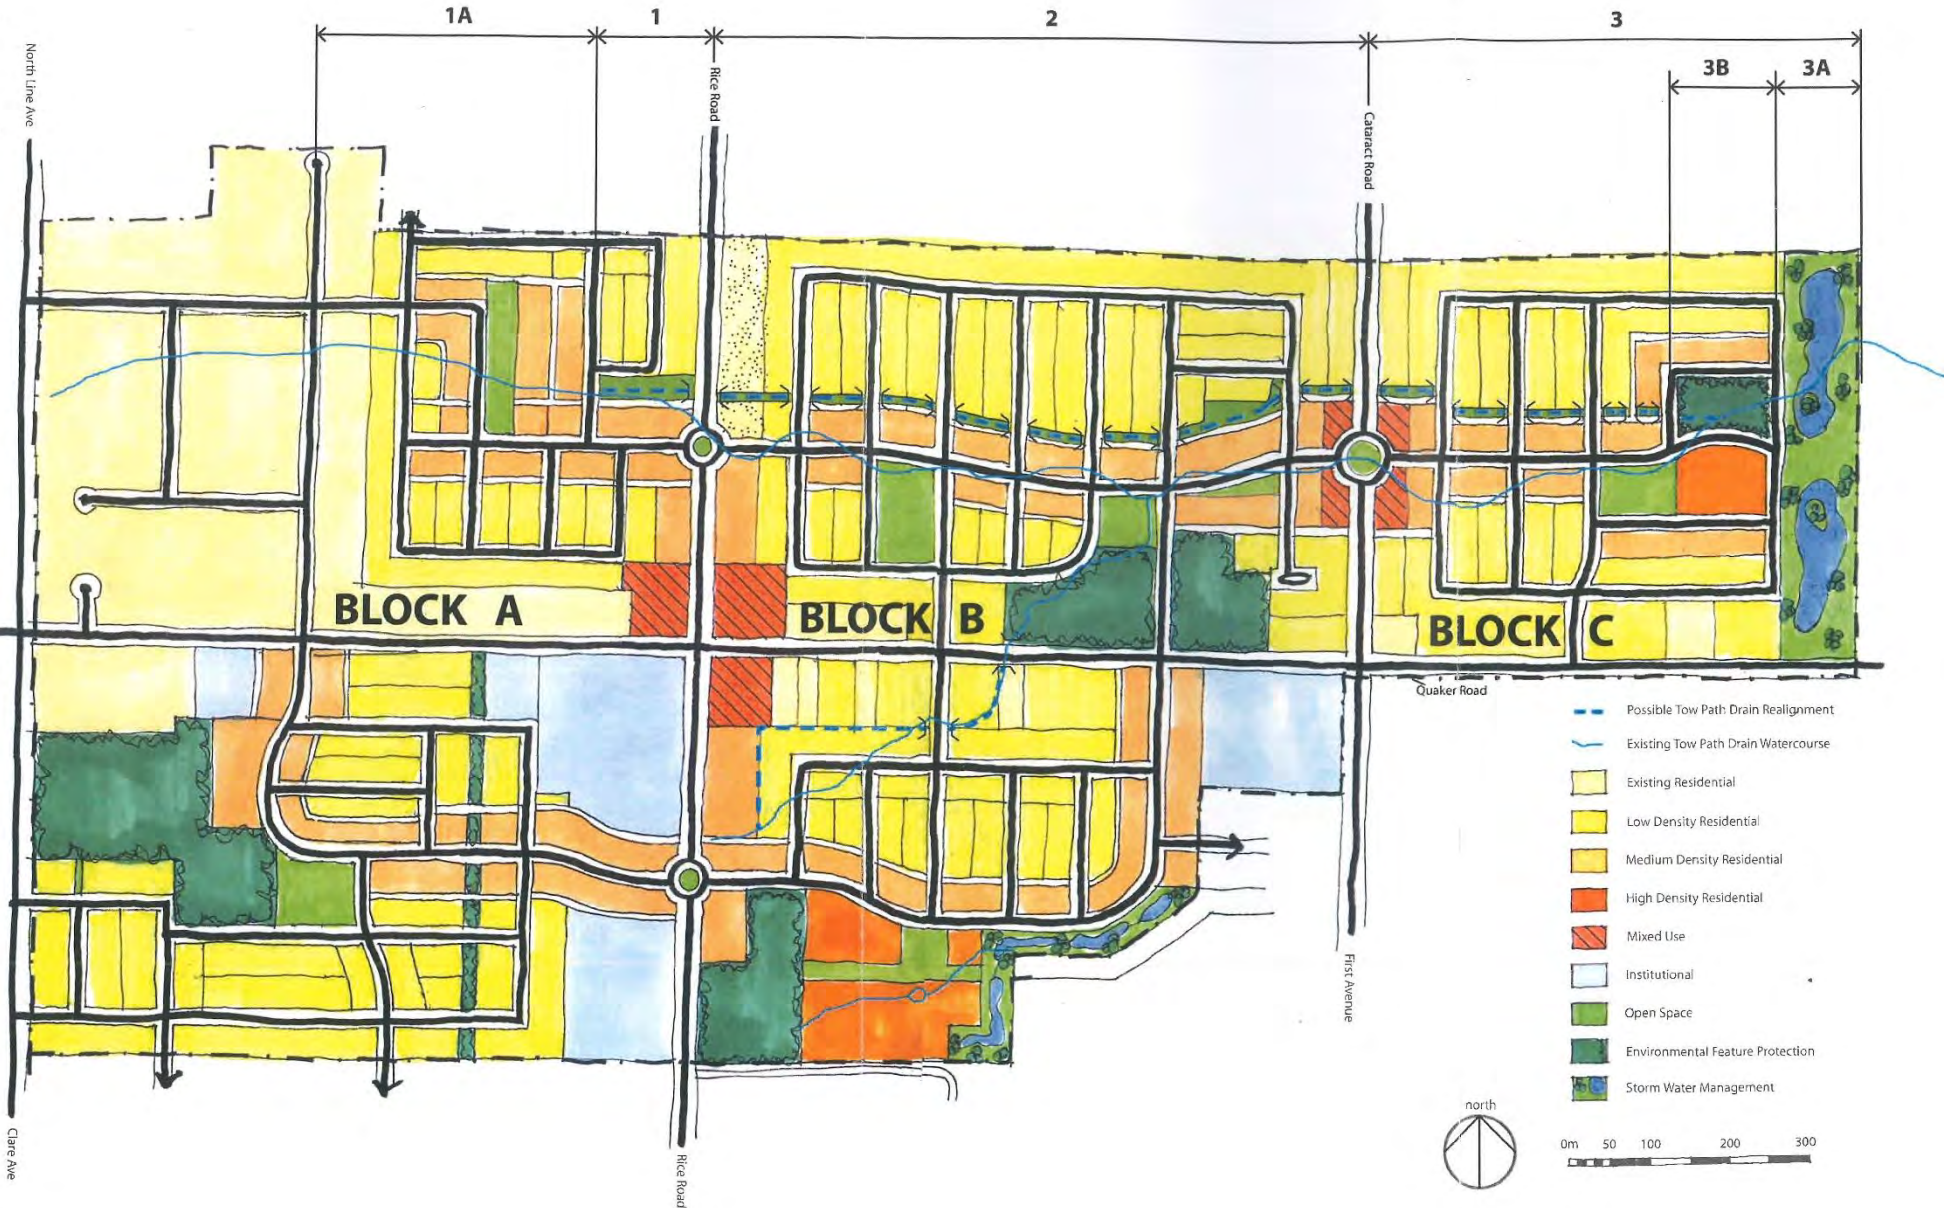 1A
1
2
3
3B
3A
North Line Ave
Rice Road
Cataract Road
BLOCK A
BLOCK B
BLOCK C
Quaker Road
Possible Tow Path Drain Realignment
Existing Tow Path Drain Watercourse
Existing Residential
Low Density Residential
Medium Density Residential
High Density Residential
Mixed Use
Institutional
Open Space
Environmental Feature Protection
Storm Water Management
First Avenue
Clare Ave
Rice Road
north
0m 50 100 200 300